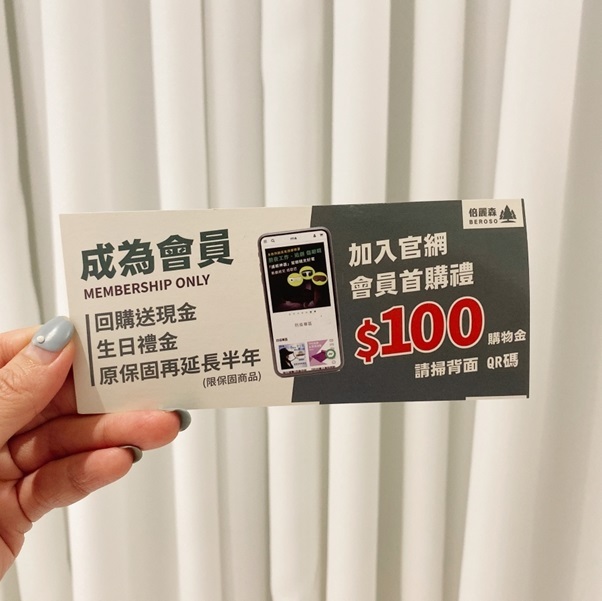 成為會員
MEMBERSHIP ONLY
回購送現金
生日禮金
原保固再延長半年
(限保固商品)
伯麗森
BEROSO
加入官網
會員首購禮
$100 購物金
請掃背面 QR碼